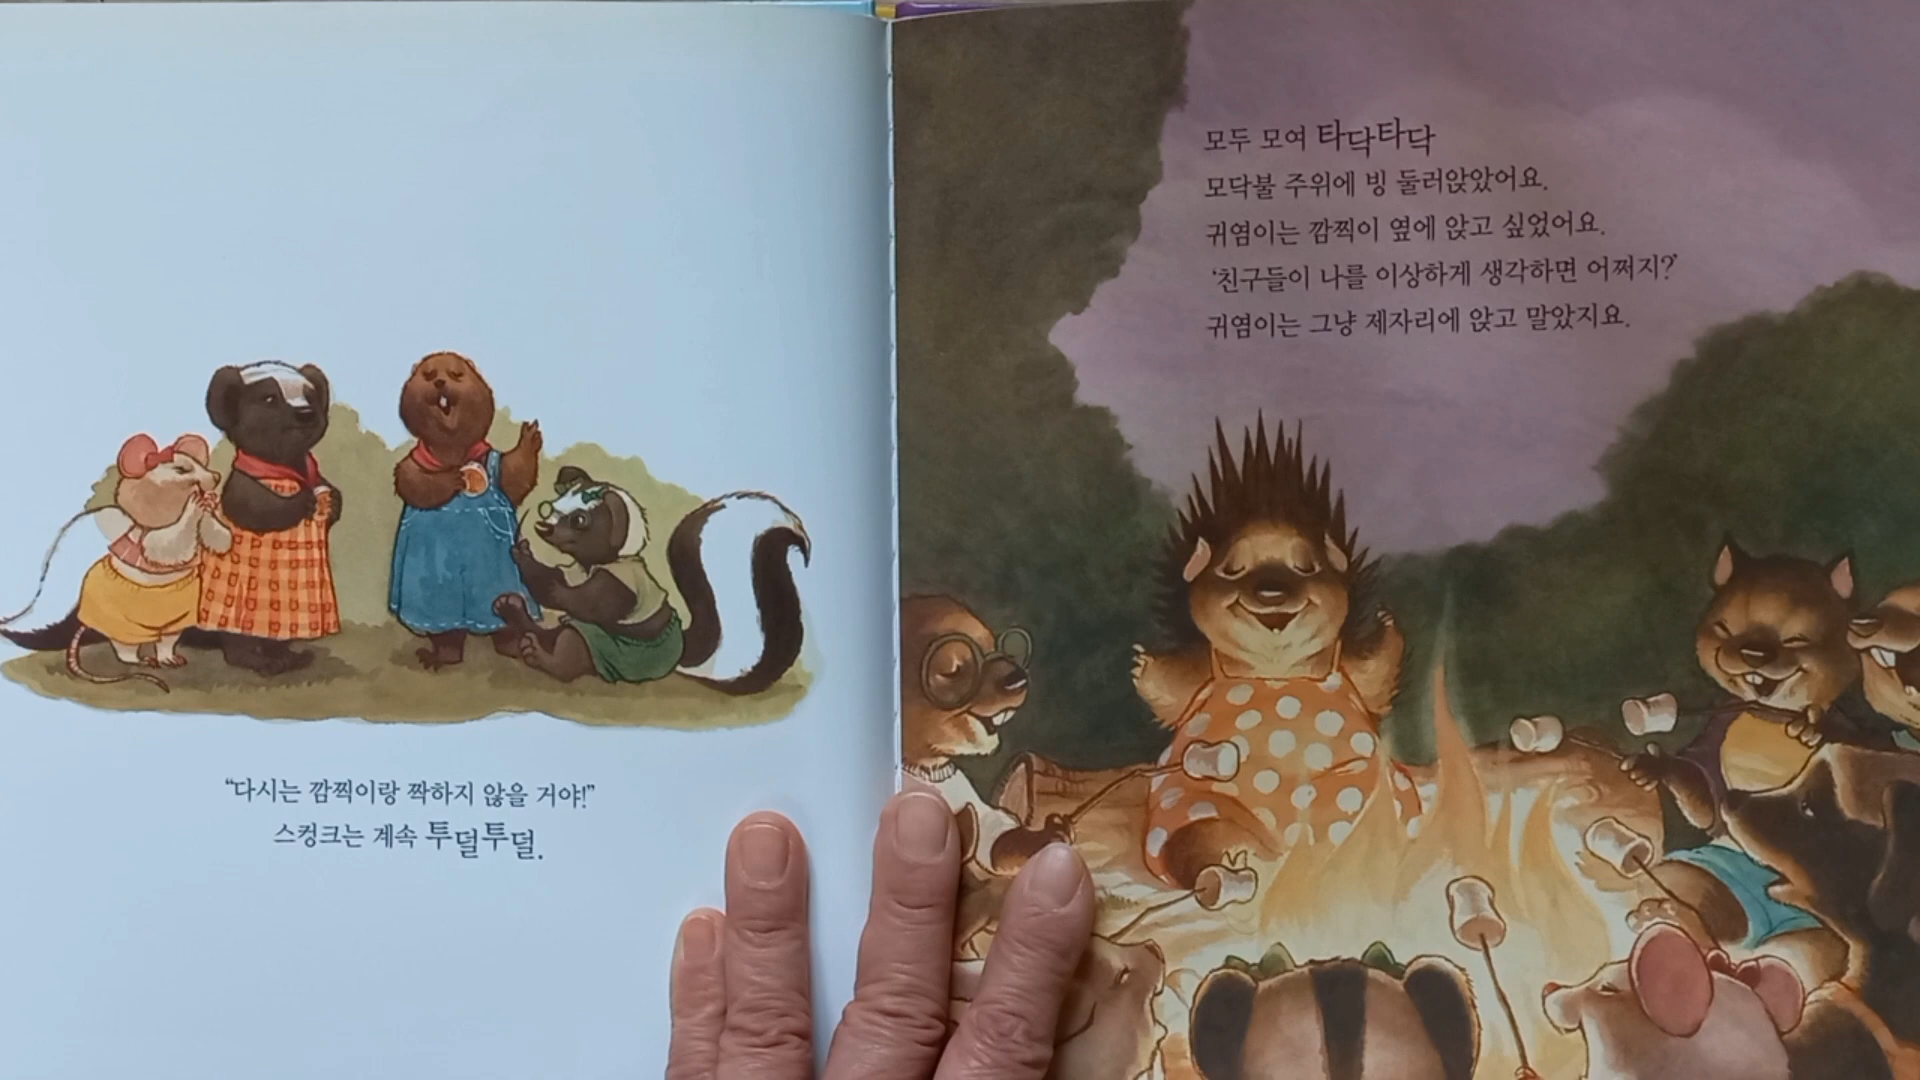 “다시는 깜찍이랑 짝하지 않을 거야!”
스컹크는 계속 투덜투덜.
모두 모여 타닥타닥
모닥불 주위에 빙 둘러앉았어요.
귀염이는 깜찍이 옆에 앉고 싶었어요.
‘친구들이 나를 이상하게 생각하면 어쩌지?’
귀염이는 그냥 제자리에 앉고 말았지요.